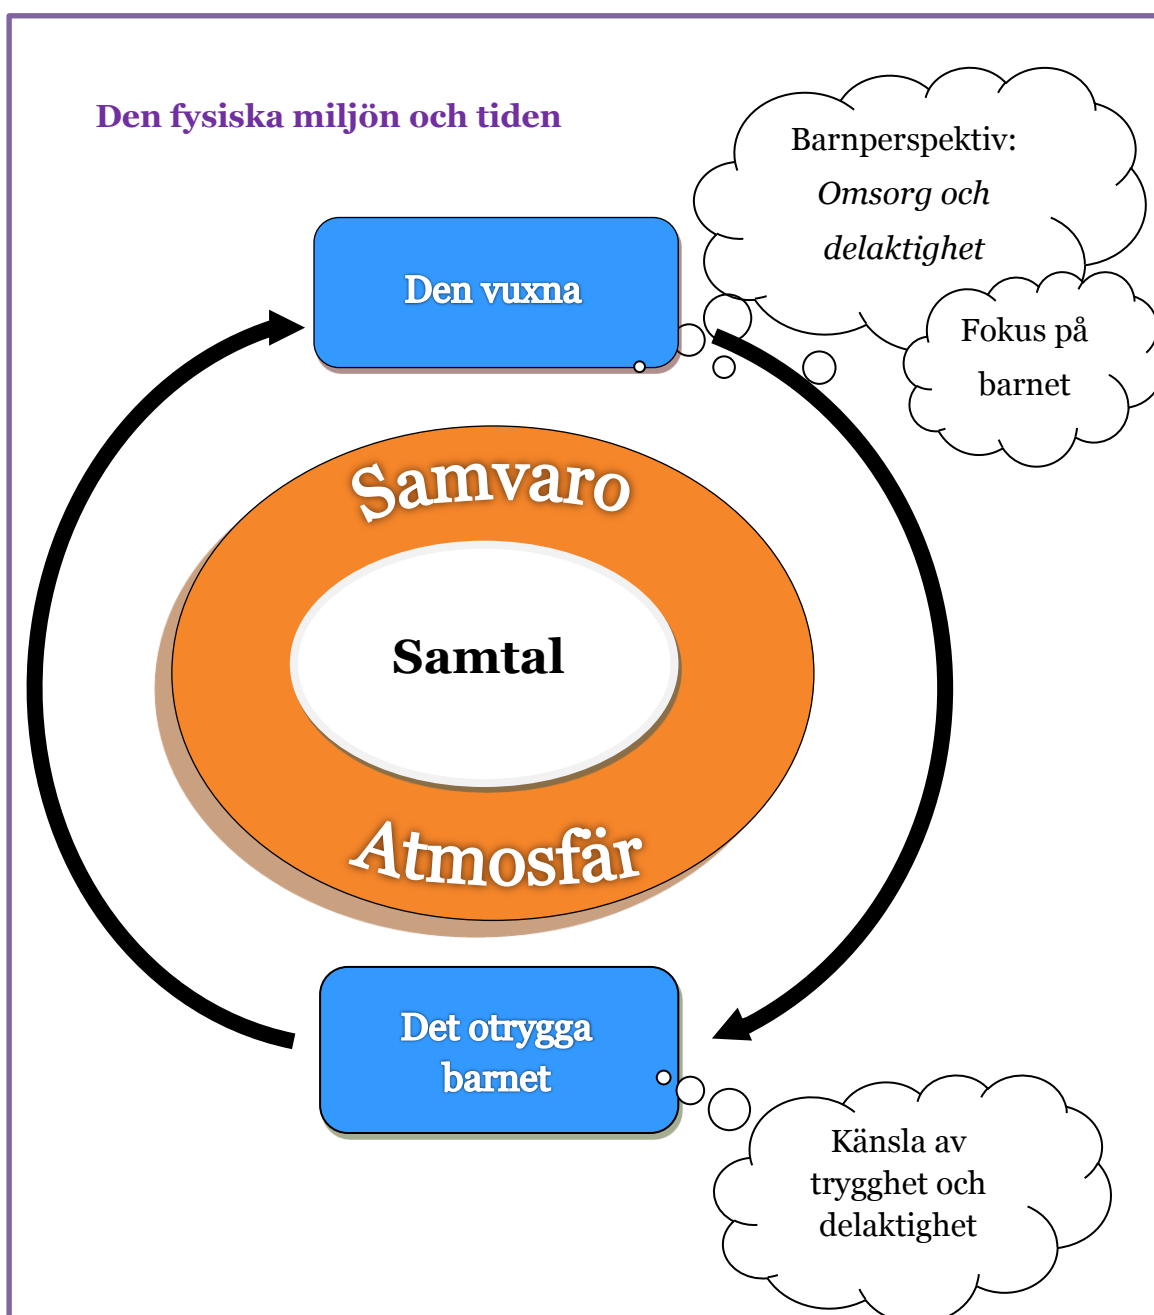 Den fysiska miljön och tiden
Barnperspektiv:
Omsorg och
delaktighet
Den vuxna
Fokus på
barnet
Samvaro
Samtal
Atmosfär
Det otrygga
barnet
Känsla av
trygghet och
delaktighet